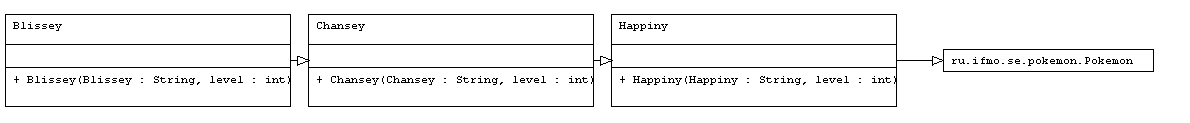 Blissey
+ Blissey(Blissey : String, level : int)
Chansey
+ Chansey(Chansey : String, level : int)
Happiny
+ Happiny(Happiny : String, level : int)
ru.ifmo.se.pokemon.Pokemon